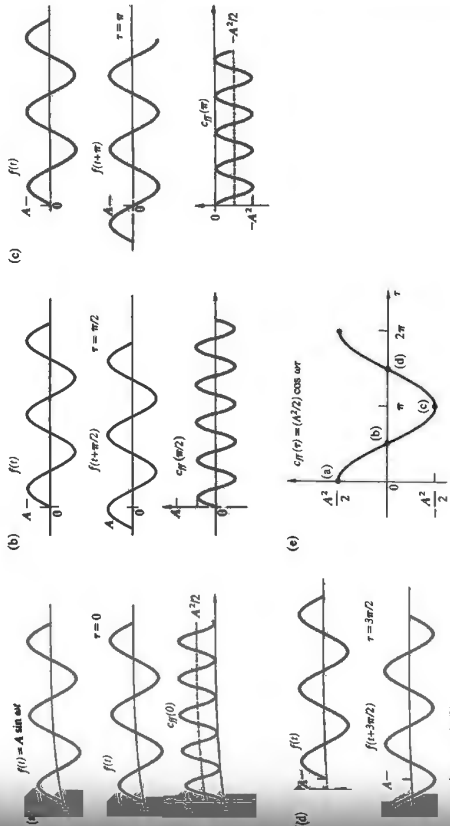 (a)
f(t) = A sin ωt
f(t)
τ = 0
c_ff(0)
A²/2
(b)
A
f(t)
0
A
f(t+π/2)
τ = π/2
0
A
c_ff(π/2)
0
(c)
A
f(t)
0
A
f(t+π)
τ = π
0
0
c_ff(π)
−A²/2
−A²
(d)
A
f(t)
A
f(t+3π/2)
τ = 3π/2
(e)
c_ff(τ) = (A²/2) cos ωτ
A²/2
(a)
(b)
(d)
0
π
2π
τ
(c)
−A²/2